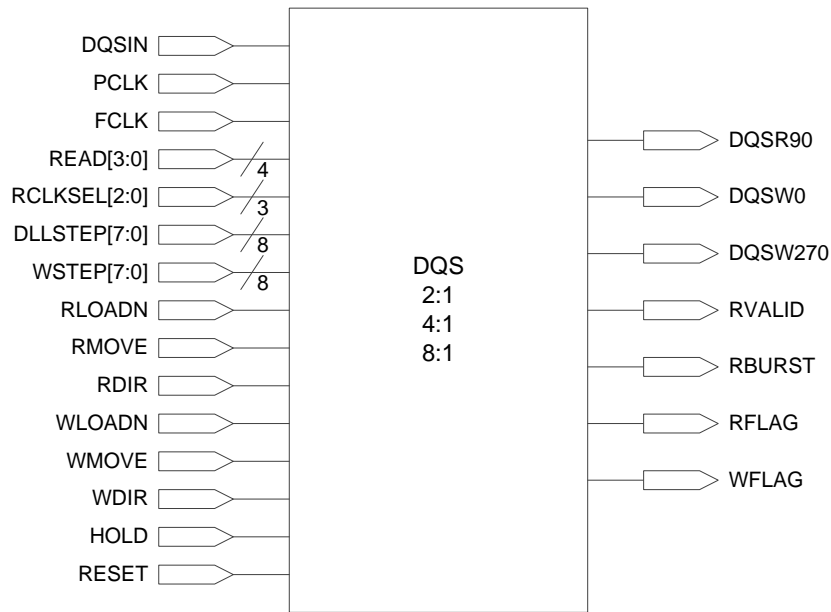 DQSIN
PCLK
FCLK
READ[3:0]
4
RCLKSEL[2:0]
3
DLLSTEP[7:0]
8
WSTEP[7:0]
8
RLOADN
RMOVE
RDIR
WLOADN
WMOVE
WDIR
HOLD
RESET
DQS
2:1
4:1
8:1
DQSR90
DQSW0
DQSW270
RVALID
RBURST
RFLAG
WFLAG